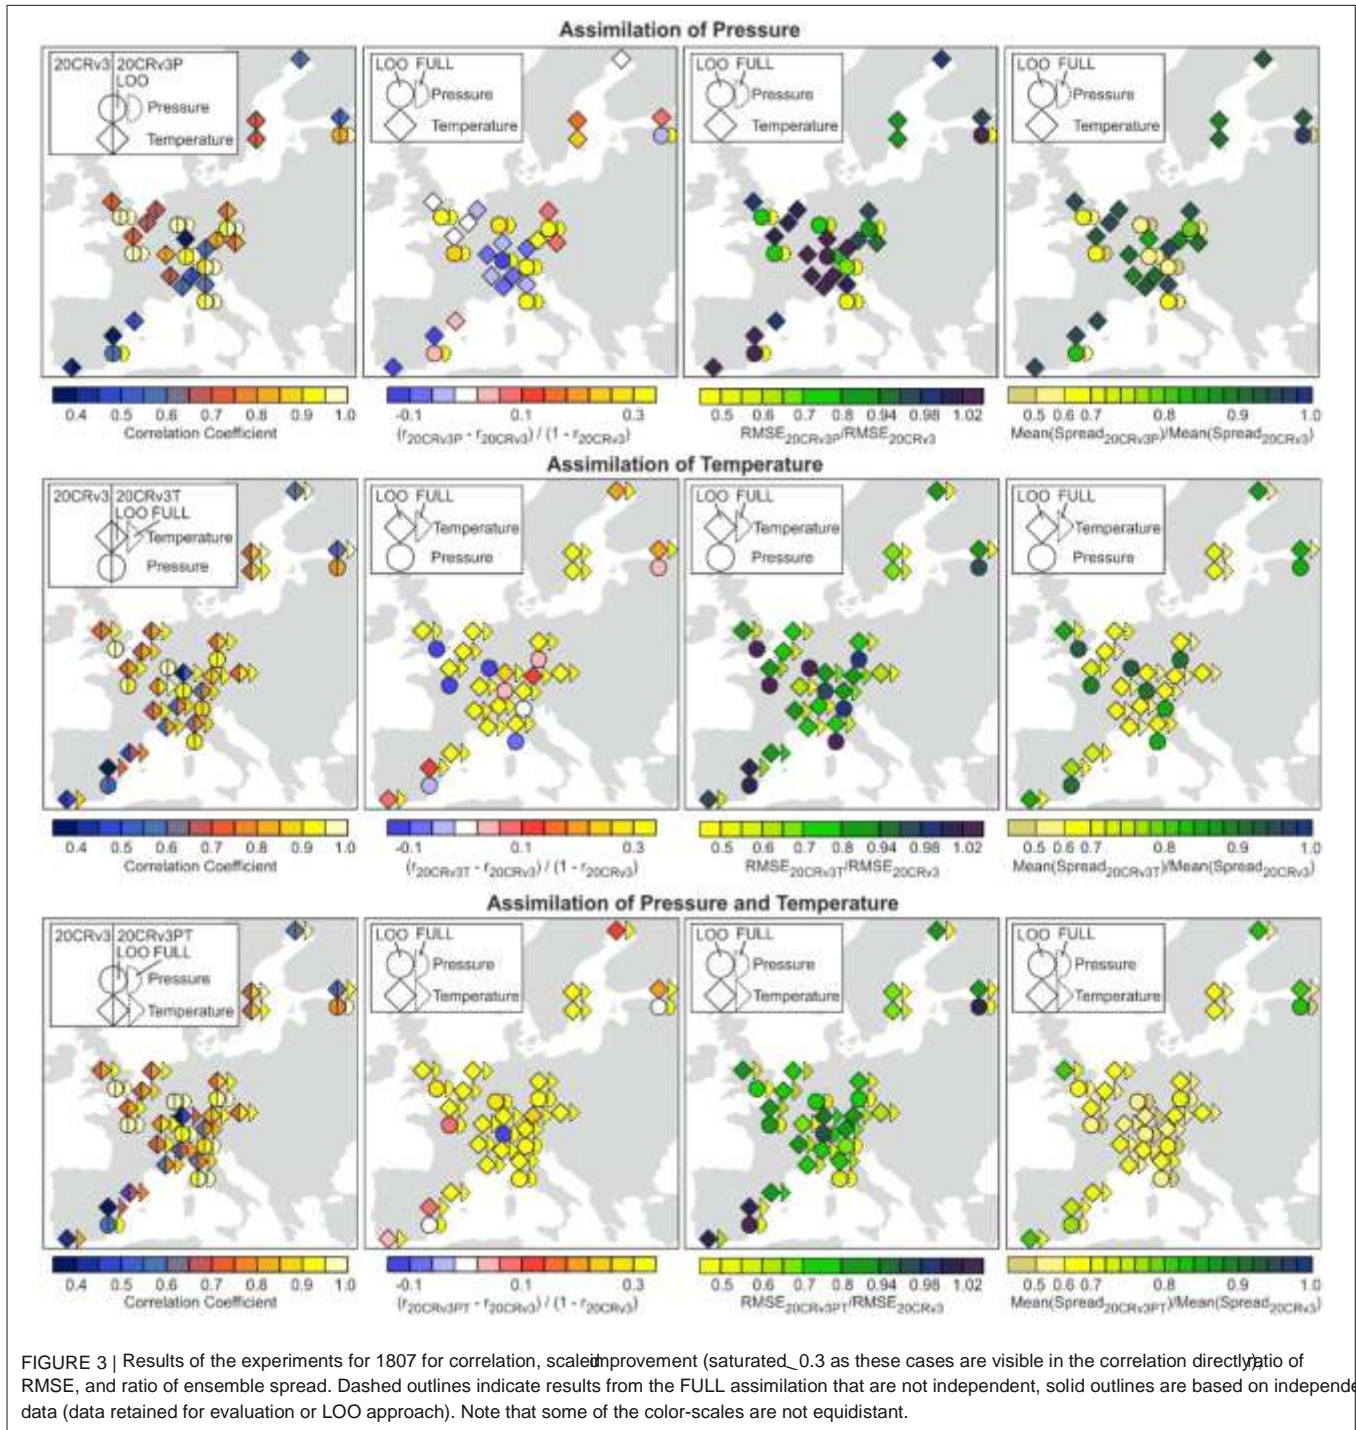 Assimilation of Pressure
20CRv3 20CRv3P
LOO
Pressure
Temperature
LOO FULL
Pressure
Temperature
LOO FULL
Pressure
Temperature
LOO FULL
Pressure
Temperature
0.4 0.5 0.6 0.7 0.8 0.9 1.0
Correlation Coefficient
-0.1 0.1 0.3
(r20CRv3P - r20CRv3) / (1 - r20CRv3)
0.5 0.6 0.7 0.8 0.94 0.98 1.02
RMSE20CRv3P/RMSE20CRv3
0.5 0.6 0.7 0.8 0.9 1.0
Mean(Spread20CRv3P)/Mean(Spread20CRv3)
Assimilation of Temperature
20CRv3 20CRv3T
LOO FULL
Temperature
Pressure
LOO FULL
Temperature
Pressure
LOO FULL
Temperature
Pressure
LOO FULL
Temperature
Pressure
0.4 0.5 0.6 0.7 0.8 0.9 1.0
Correlation Coefficient
-0.1 0.1 0.3
(r20CRv3T - r20CRv3) / (1 - r20CRv3)
0.5 0.6 0.7 0.8 0.94 0.98 1.02
RMSE20CRv3T/RMSE20CRv3
0.5 0.6 0.7 0.8 0.9 1.0
Mean(Spread20CRv3T)/Mean(Spread20CRv3)
Assimilation of Pressure and Temperature
20CRv3 20CRv3PT
LOO FULL
Pressure
Temperature
LOO FULL
Pressure
Temperature
LOO FULL
Pressure
Temperature
LOO FULL
Pressure
Temperature
0.4 0.5 0.6 0.7 0.8 0.9 1.0
Correlation Coefficient
-0.1 0.1 0.3
(r20CRv3PT - r20CRv3) / (1 - r20CRv3)
0.5 0.6 0.7 0.8 0.94 0.98 1.02
RMSE20CRv3PT/RMSE20CRv3
0.5 0.6 0.7 0.8 0.9 1.0
Mean(Spread20CRv3PT)/Mean(Spread20CRv3)
FIGURE 3 | Results of the experiments for 1807 for correlation, scaled improvement (saturated 0.3 as these cases are visible in the correlation directly), ratio of
RMSE, and ratio of ensemble spread. Dashed outlines indicate results from the FULL assimilation that are not independent, solid outlines are based on independe
data (data retained for evaluation or LOO approach). Note that some of the color-scales are not equidistant.